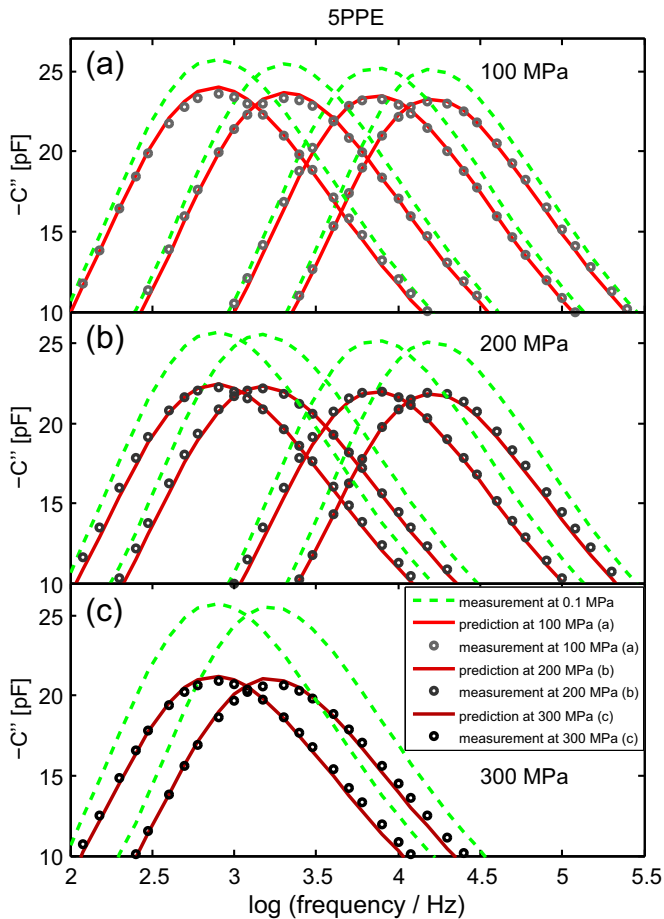 5PPE
(a)
100 MPa
25
20
15
10
−C'' [pF]
(b)
200 MPa
25
20
15
10
−C'' [pF]
(c)
measurement at 0.1 MPa
prediction at 100 MPa (a)
measurement at 100 MPa (a)
prediction at 200 MPa (b)
measurement at 200 MPa (b)
prediction at 300 MPa (c)
measurement at 300 MPa (c)
300 MPa
25
20
15
10
−C'' [pF]
2 2.5 3 3.5 4 4.5 5 5.5
log (frequency / Hz)